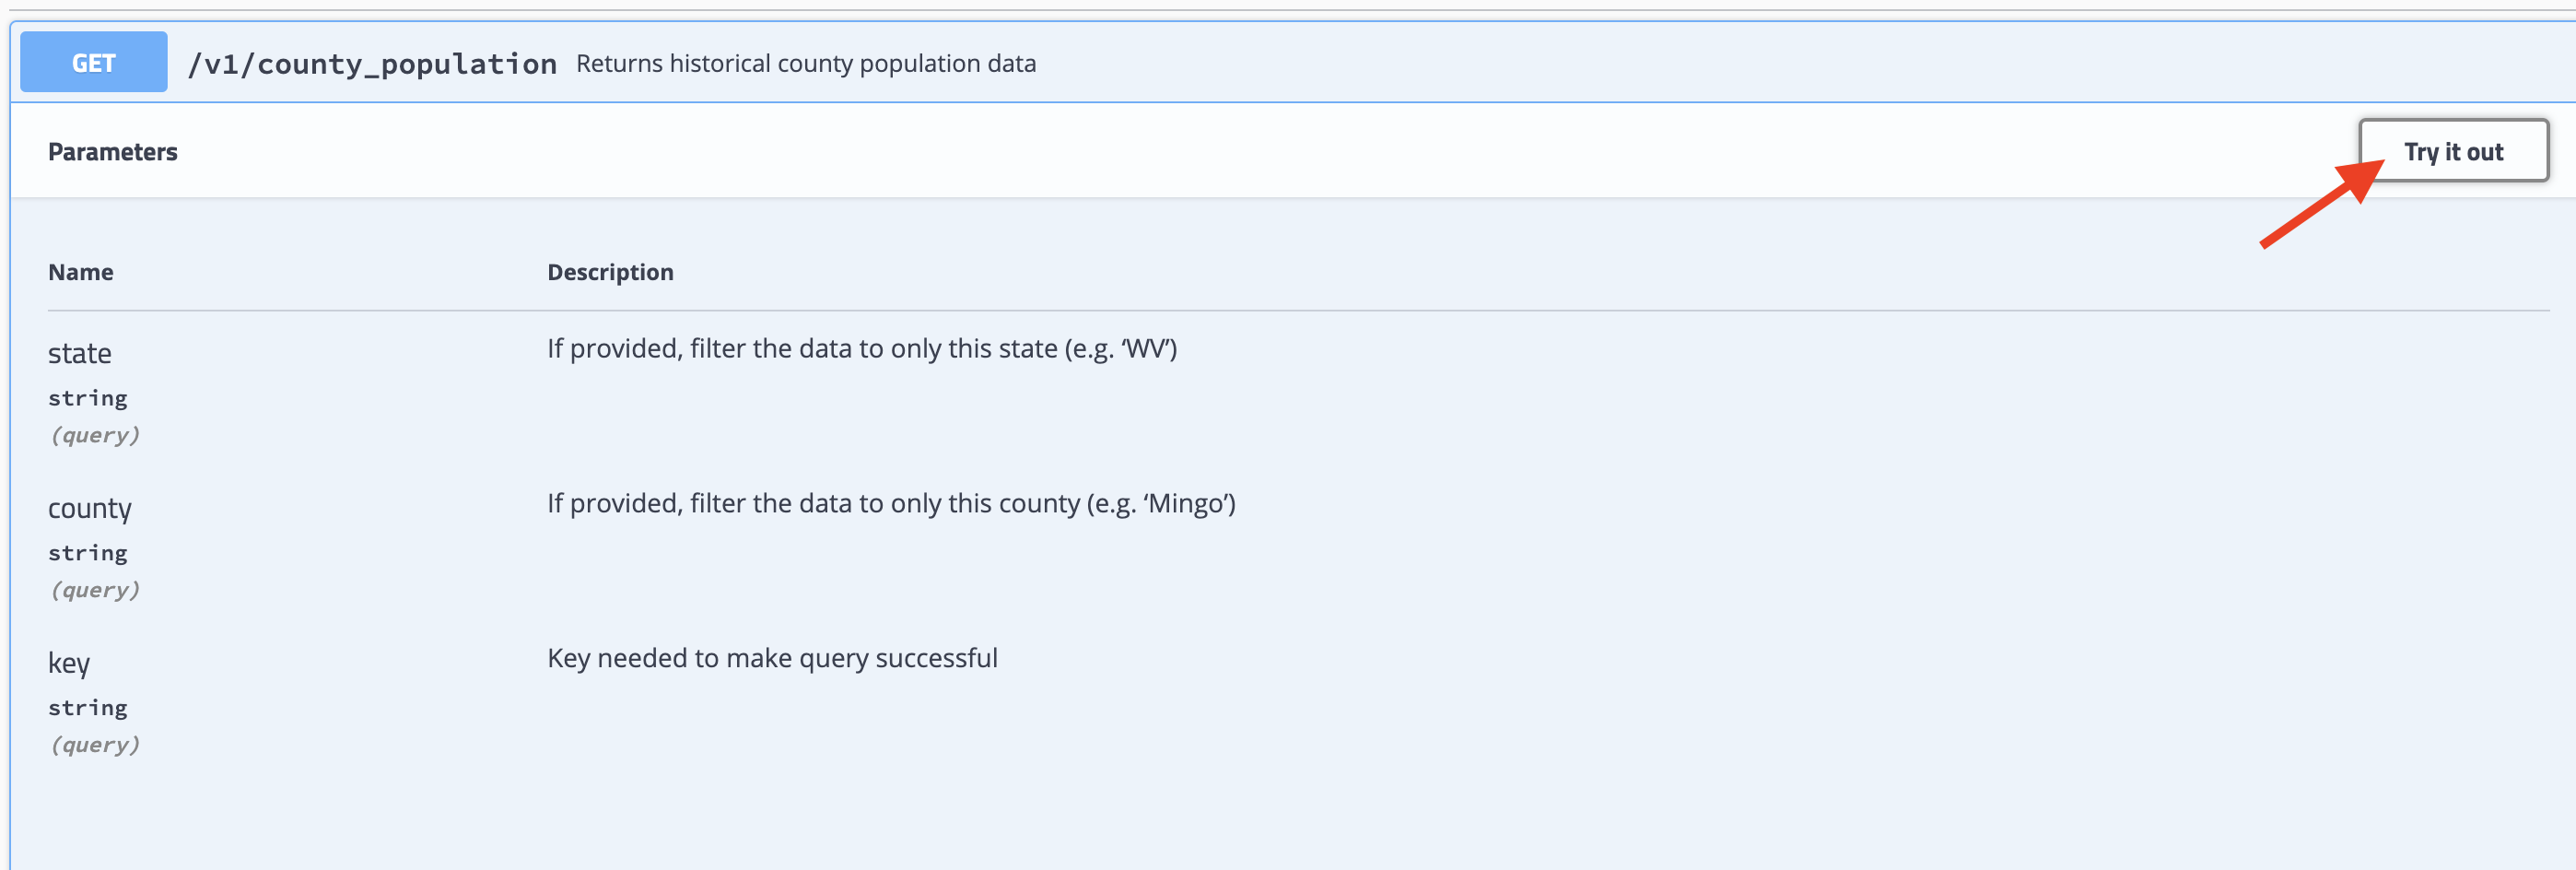 GET /v1/county_population Returns historical county population data
Parameters
Try it out
Name Description
state If provided, filter the data to only this state (e.g. ‘WV’)
string
(query)
county If provided, filter the data to only this county (e.g. ‘Mingo’)
string
(query)
key Key needed to make query successful
string
(query)